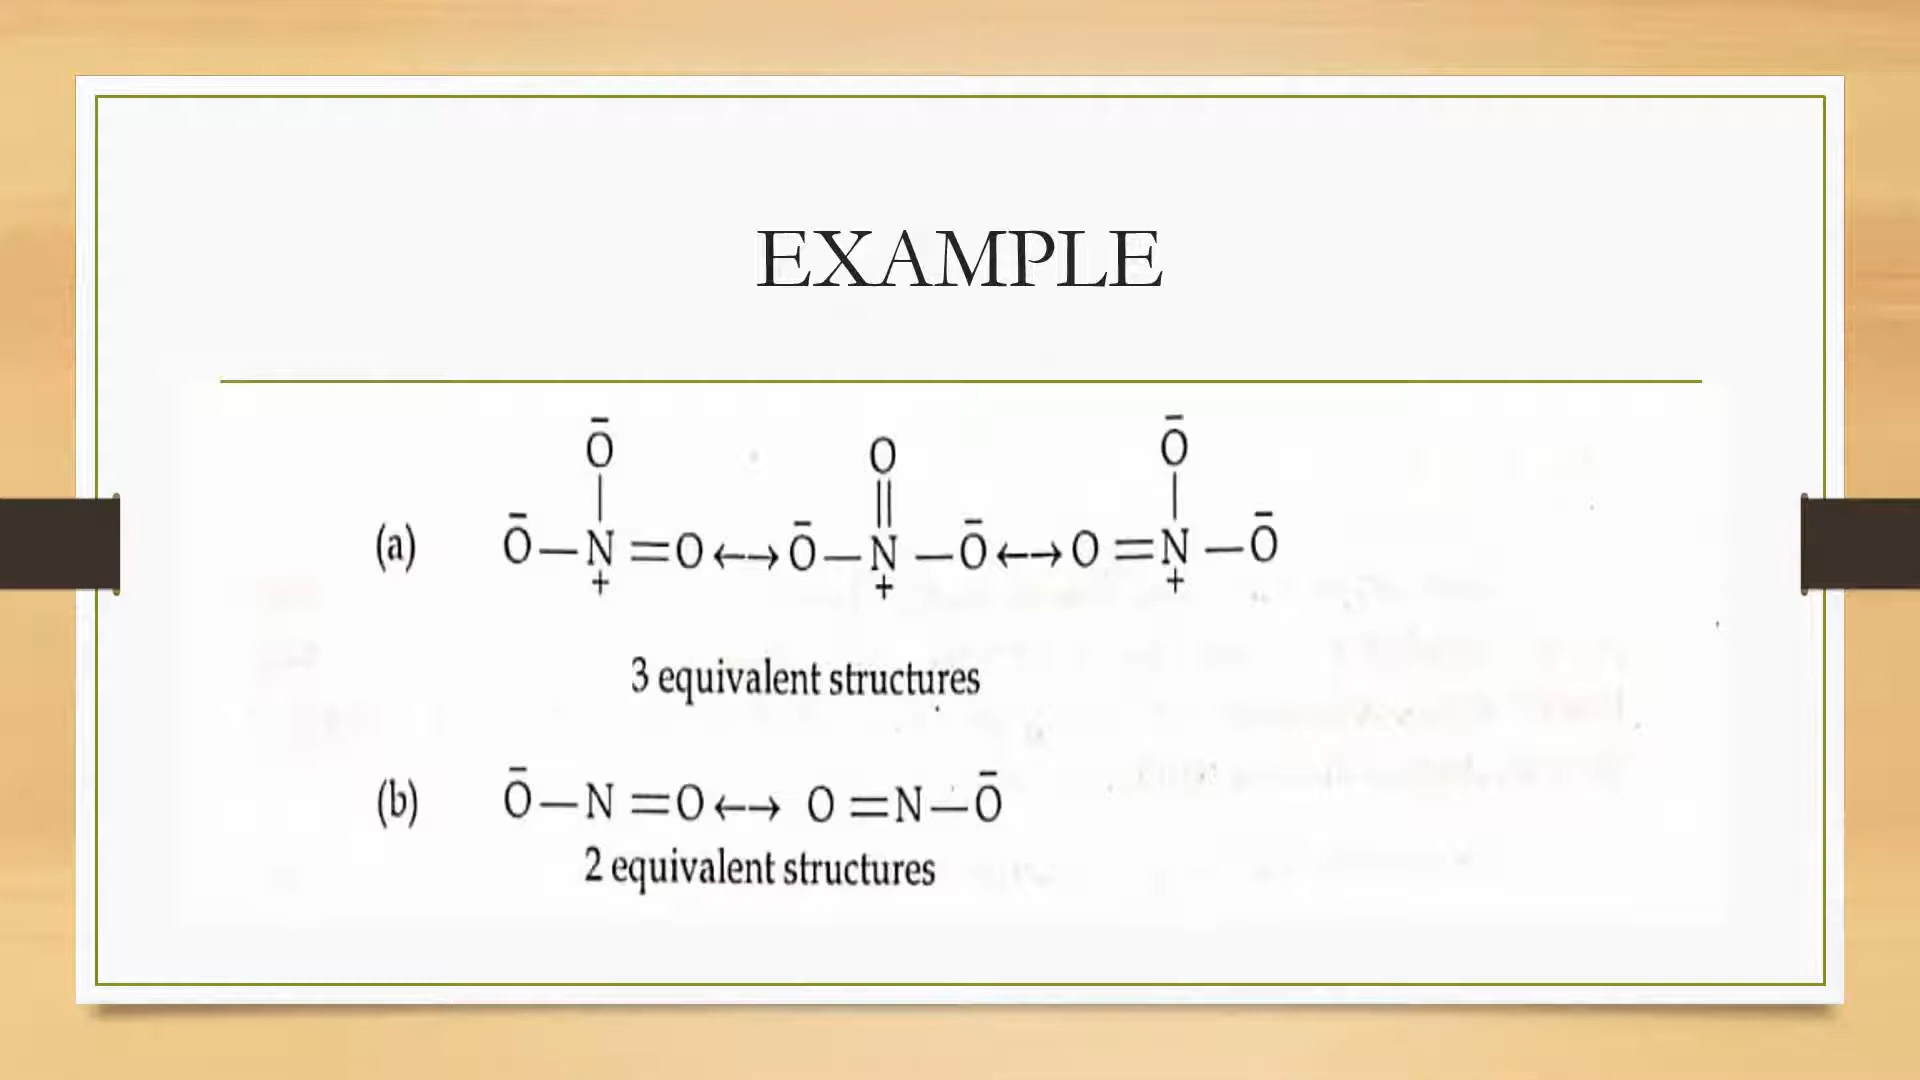 EXAMPLE
Ō Ō O Ō
(a) Ō—N=O⟷Ō—N—Ō⟷O=N—Ō
+ + +
3 equivalent structures
(b) Ō—N=O⟷ O=N—Ō
2 equivalent structures